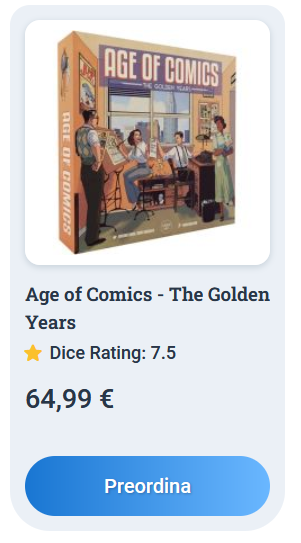 AGE OF COMICS
THE GOLDEN YEARS
AGE OF COMICS
Age of Comics - The Golden
Years
Dice Rating: 7.5
64,99 €
Preordina